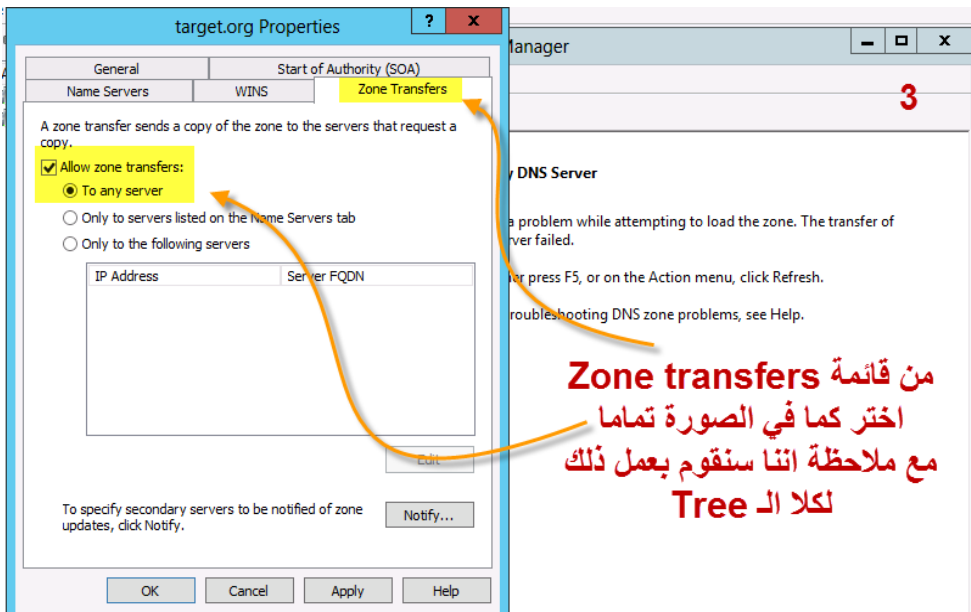 target.org Properties
? x
General
Start of Authority (SOA)
Name Servers
WINS
Zone Transfers
A zone transfer sends a copy of the zone to the servers that request a
copy.
Allow zone transfers:
To any server
Only to servers listed on the Name Servers tab
Only to the following servers
IP Address
Server FQDN
Edit
To specify secondary servers to be notified of zone
updates, click Notify.
Notify...
OK
Cancel
Apply
Help
Manager
x
3
DNS Server
a problem while attempting to load the zone. The transfer of
rver failed.
press F5, or on the Action menu, click Refresh.
troubleshooting DNS zone problems, see Help.
من قائمة Zone transfers
اختر كما في الصورة تماما
مع ملاحظة اننا سنقوم بعمل ذلك
لكلا الـ Tree